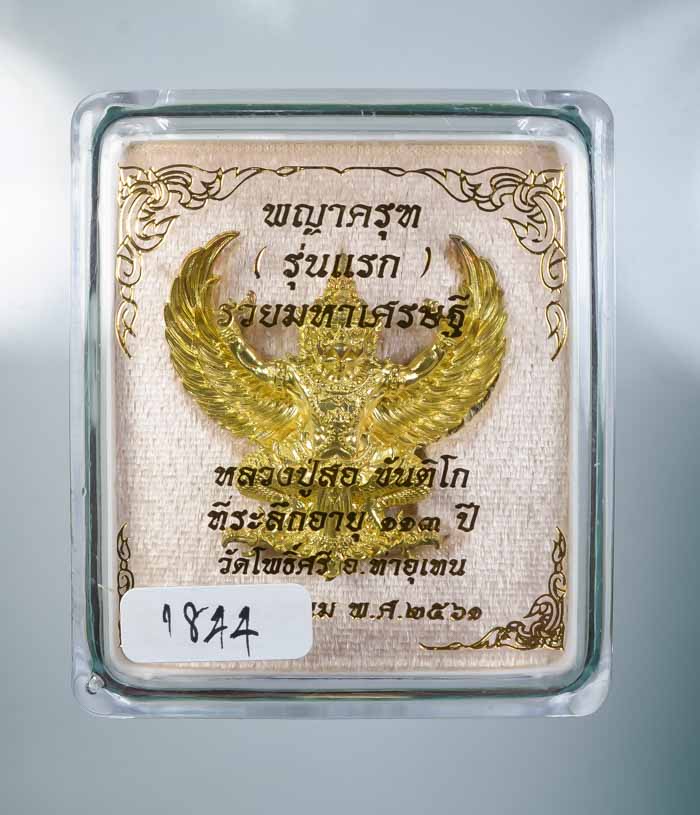 พญาครุฑ
( รุ่นแรก )
รวยมหาเศรษฐี
หลวงปู่สอ ขันติโก
ที่ระลึกอายุ ๑๑๓ ปี
วัดโพธิ์ศรี อ.ท่าอุเทน
พ.ศ.๒๕๖๑
1844